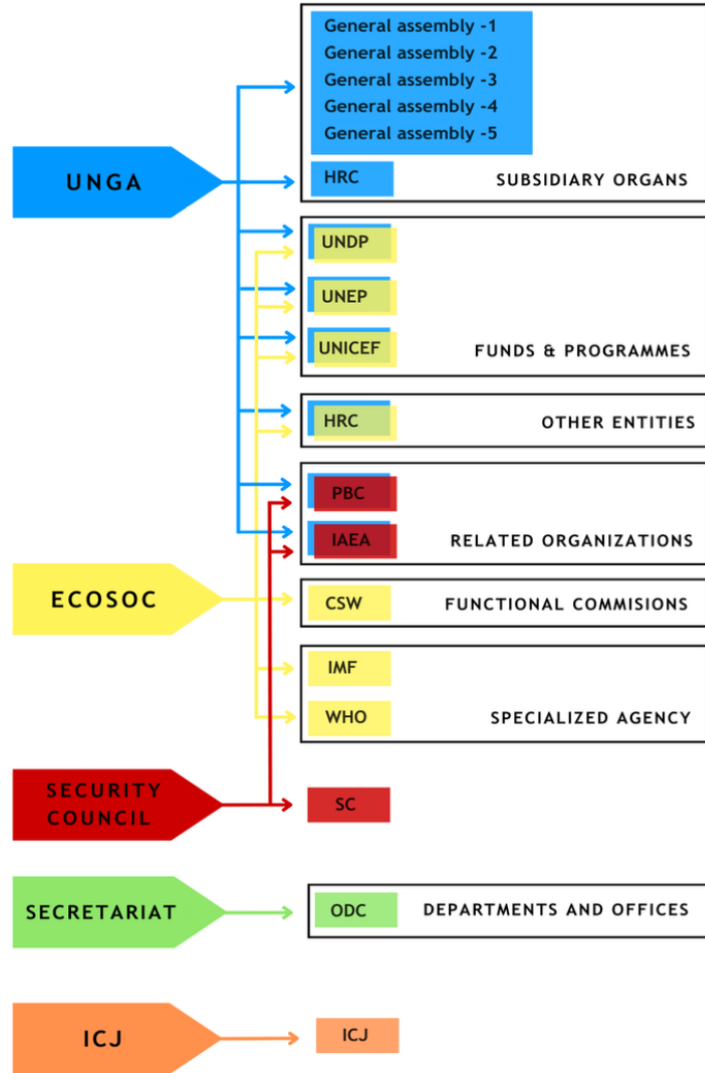 General assembly -1
General assembly -2
General assembly -3
General assembly -4
General assembly -5
UNGA
HRC
SUBSIDIARY ORGANS
UNDP
UNEP
UNICEF
FUNDS & PROGRAMMES
HRC
OTHER ENTITIES
PBC
IAEA
RELATED ORGANIZATIONS
ECOSOC
CSW
FUNCTIONAL COMMISIONS
IMF
WHO
SPECIALIZED AGENCY
SECURITY
COUNCIL
SC
SECRETARIAT
ODC
DEPARTMENTS AND OFFICES
ICJ
ICJ